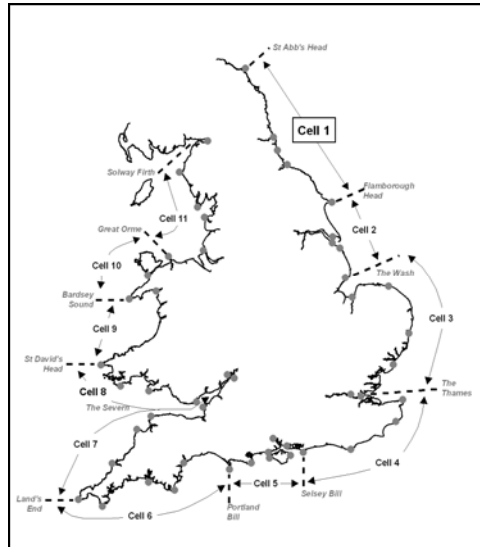 St Abb's Head
Cell 1
Solway Firth
Flamborough
Head
Great Orme
Cell 11
Cell 2
Cell 10
The Wash
Bardsey
Sound
Cell 9
Cell 3
St David's
Head
Cell 8
The
Thames
The Severn
Cell 7
Cell 4
Land's
End
Cell 6
Cell 5
Selsey Bill
Portland
Bill